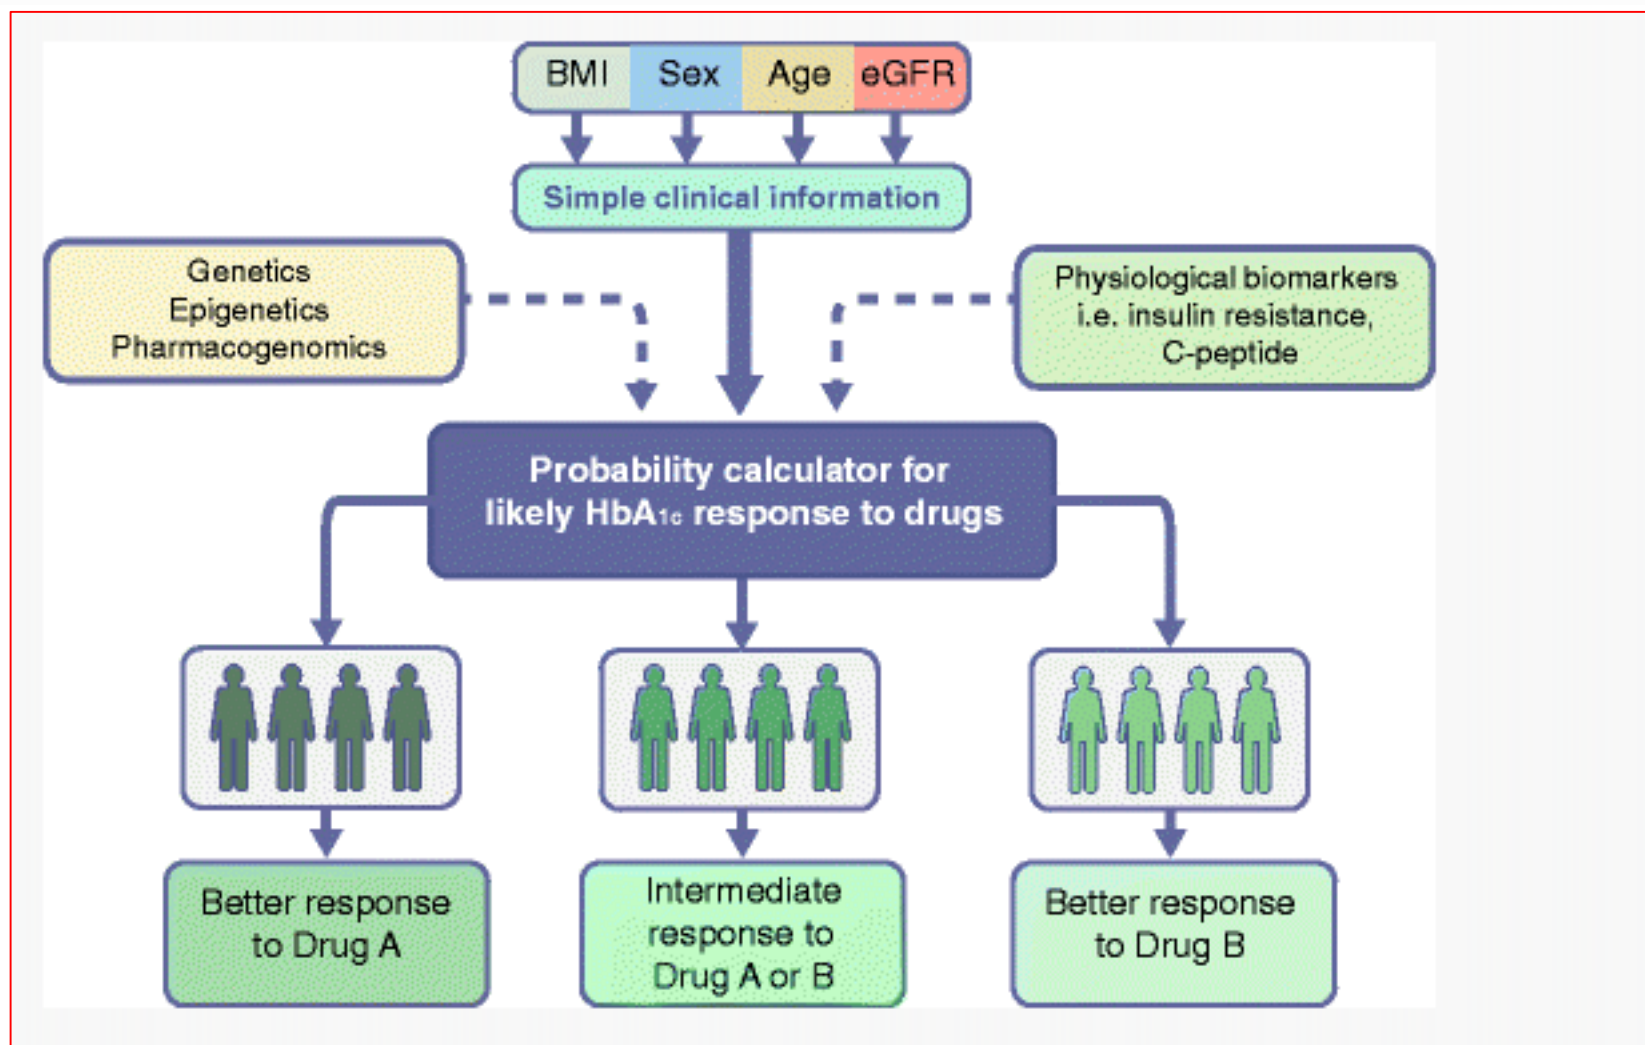 BMI Sex Age eGFR
Simple clinical information
Genetics
Epigenetics
Pharmacogenomics
Physiological biomarkers
i.e. insulin resistance,
C-peptide
Probability calculator for
likely HbA1c response to drugs
Better response
to Drug A
Intermediate
response to
Drug A or B
Better response
to Drug B